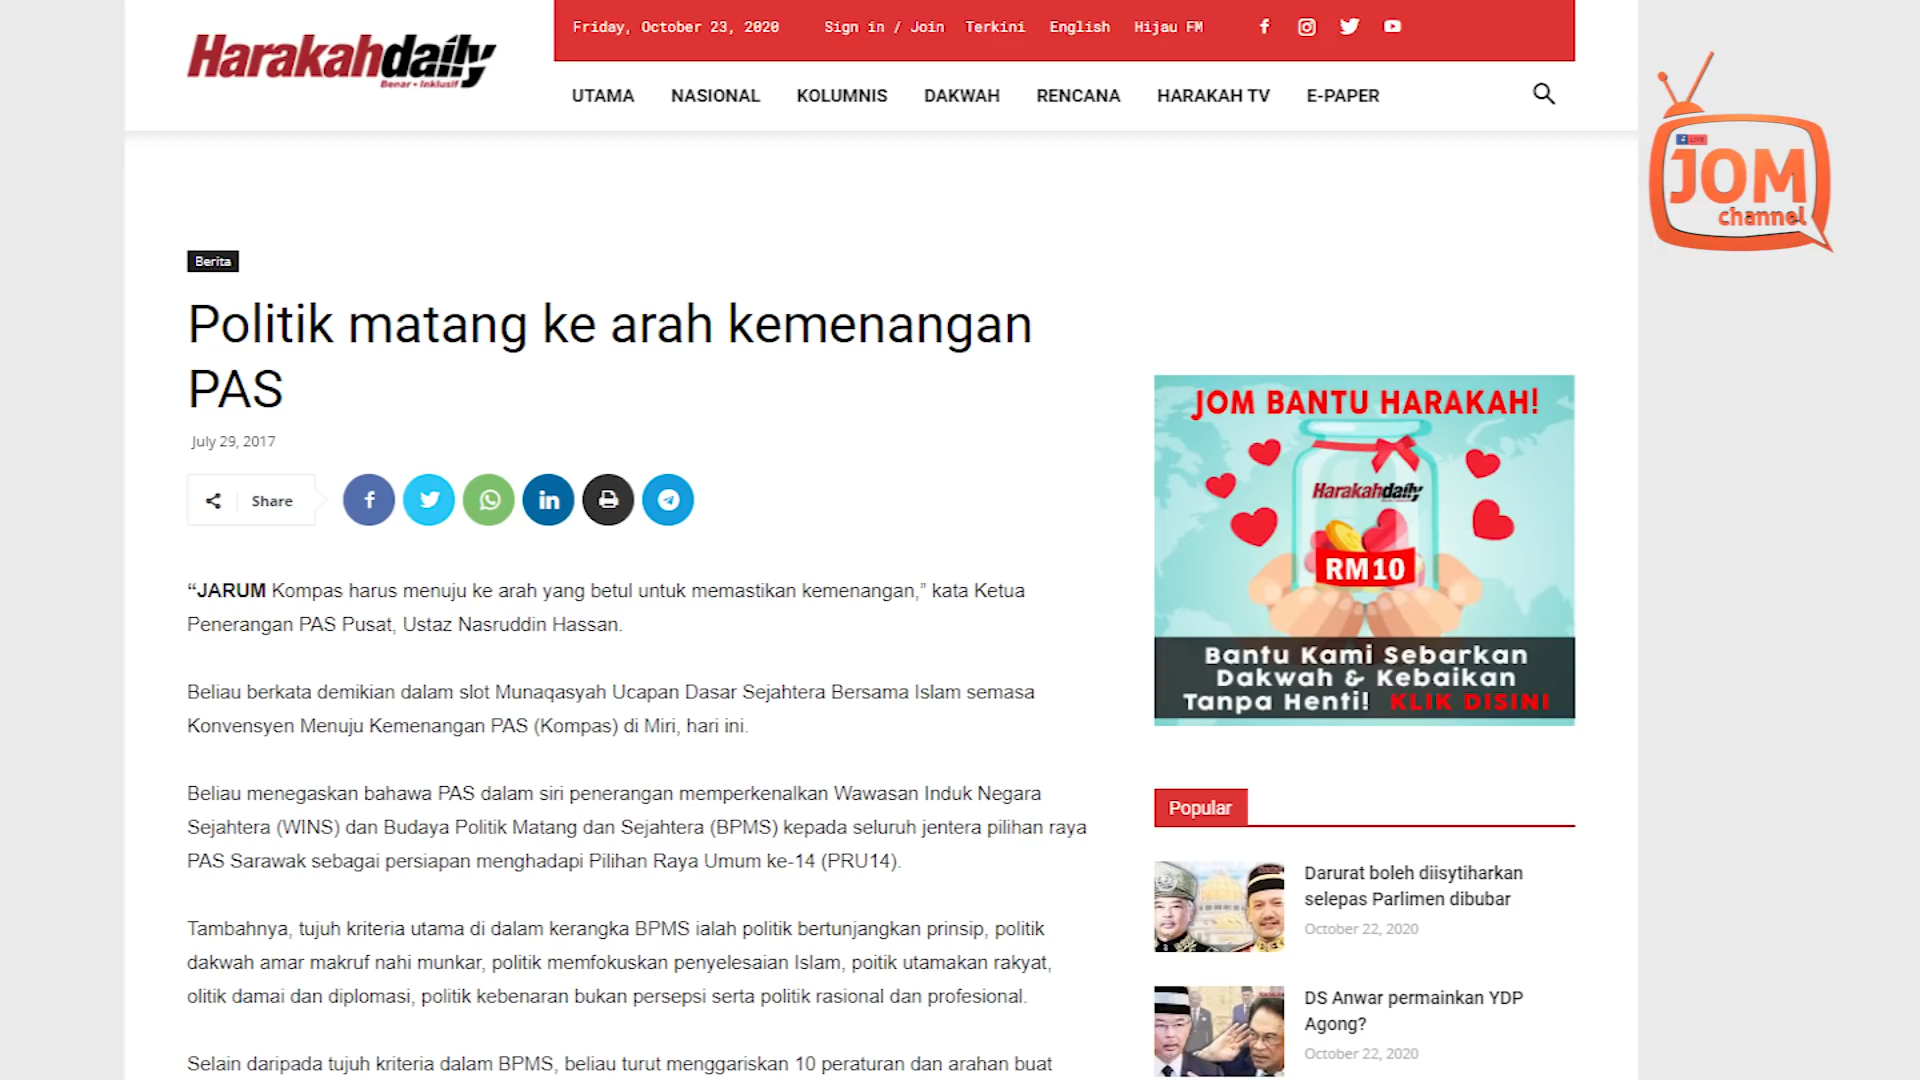 Harakahdaily
Benar • Inklusif
Friday, October 23, 2020 Sign in / Join Terkini English Hijau FM
UTAMA NASIONAL KOLUMNIS DAKWAH RENCANA HARAKAH TV E-PAPER
LIVE
JOM
channel
Berita
Politik matang ke arah kemenangan
PAS
July 29, 2017
Share
“JARUM Kompas harus menuju ke arah yang betul untuk memastikan kemenangan,” kata Ketua
Penerangan PAS Pusat, Ustaz Nasruddin Hassan.
Beliau berkata demikian dalam slot Munaqasyah Ucapan Dasar Sejahtera Bersama Islam semasa
Konvensyen Menuju Kemenangan PAS (Kompas) di Miri, hari ini.
Beliau menegaskan bahawa PAS dalam siri penerangan memperkenalkan Wawasan Induk Negara
Sejahtera (WINS) dan Budaya Politik Matang dan Sejahtera (BPMS) kepada seluruh jentera pilihan raya
PAS Sarawak sebagai persiapan menghadapi Pilihan Raya Umum ke-14 (PRU14).
Tambahnya, tujuh kriteria utama di dalam kerangka BPMS ialah politik bertunjangkan prinsip, politik
dakwah amar makruf nahi munkar, politik memfokuskan penyelesaian Islam, poitik utamakan rakyat,
olitik damai dan diplomasi, politik kebenaran bukan persepsi serta politik rasional dan profesional.
Selain daripada tujuh kriteria dalam BPMS, beliau turut menggariskan 10 peraturan dan arahan buat
JOM BANTU HARAKAH!
Harakahdaily
RM10
Bantu Kami Sebarkan
Dakwah & Kebaikan
Tanpa Henti! KLIK DISINI
Popular
Darurat boleh diisytiharkan
selepas Parlimen dibubar
October 22, 2020
DS Anwar permainkan YDP
Agong?
October 22, 2020